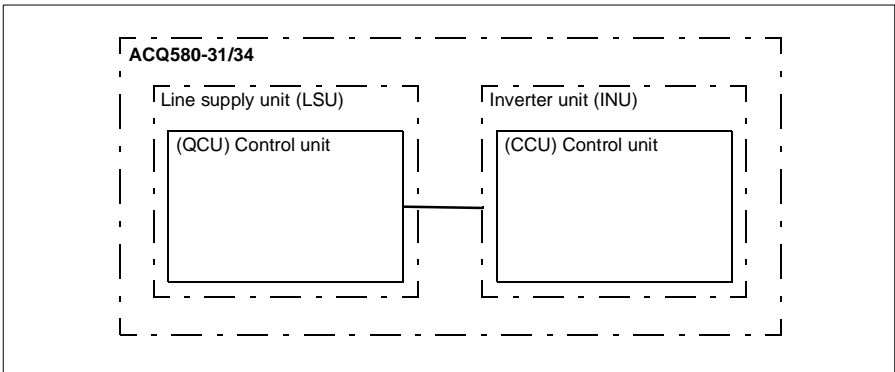 ACQ580-31/34
Line supply unit (LSU)
Inverter unit (INU)
(QCU) Control unit
(CCU) Control unit